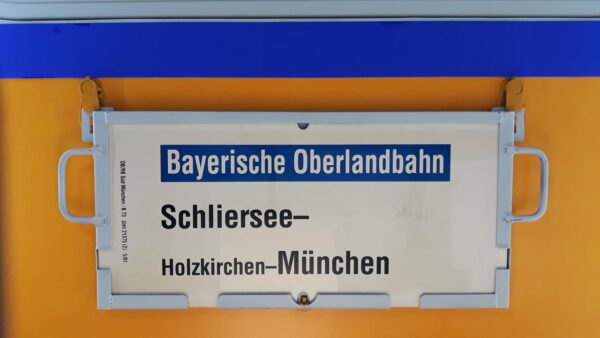 Bayerische Oberlandbahn
Schliersee–
Holzkirchen–München